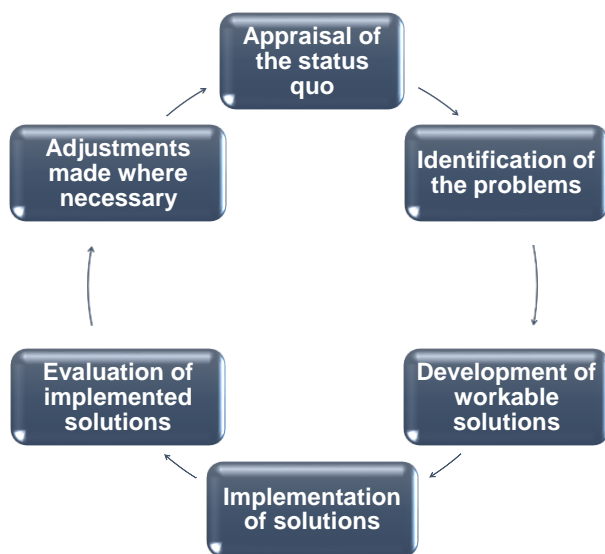 Appraisal of
the status
quo
Identification of
the problems
Development of
workable
solutions
Implementation
of solutions
Evaluation of
implemented
solutions
Adjustments
made where
necessary